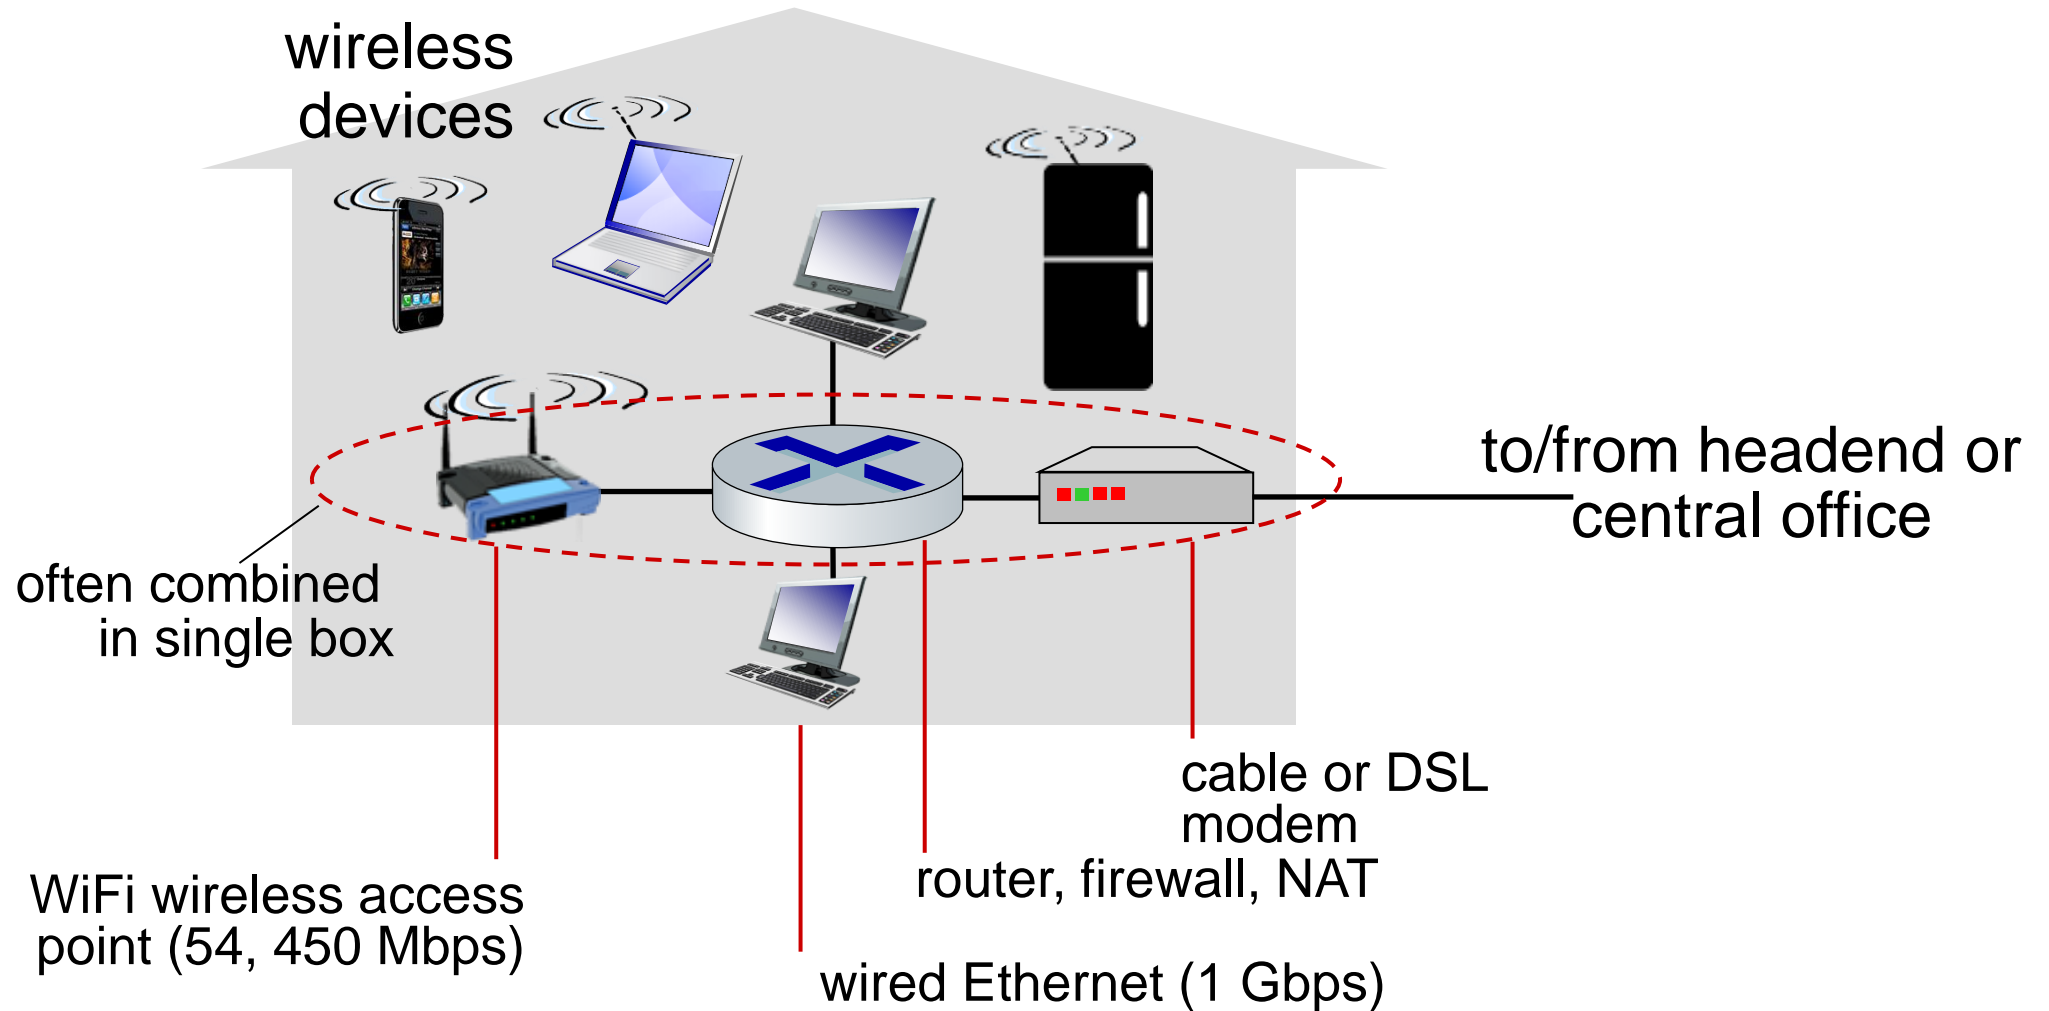 wireless
devices
to/from headend or
central office
often combined
in single box
cable or DSL
modem
router, firewall, NAT
WiFi wireless access
point (54, 450 Mbps)
wired Ethernet (1 Gbps)